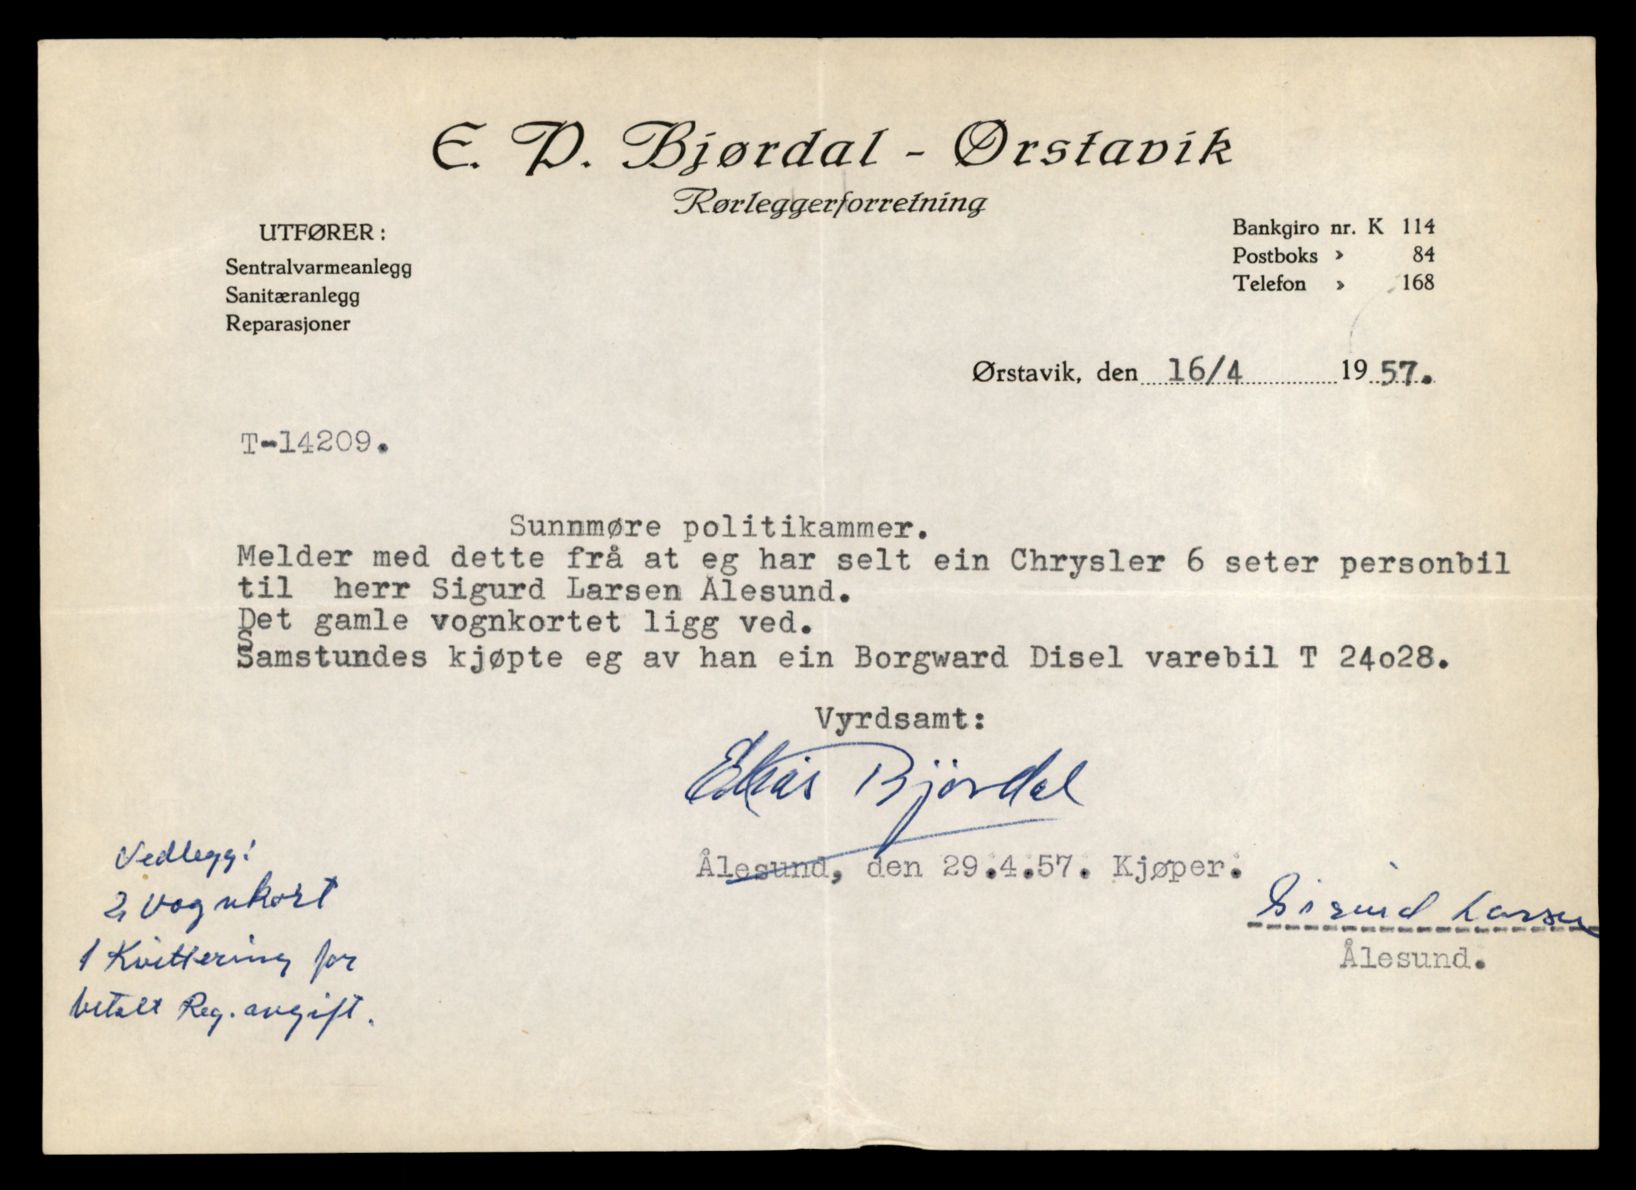 E. P. Bjørdal - Ørstavik
Rørleggerforretning
UTFØRER:
Sentralvarmeanlegg
Sanitæranlegg
Reparasjoner
Bankgiro nr. K 114
Postboks » 84
Telefon » 168
Ørstavik, den 16/4 19 57.
T-14209.
Sunnmøre politikammer.
Melder med dette frå at eg har selt ein Chrysler 6 seter personbil
til herr Sigurd Larsen Ålesund.
Det gamle vognkortet ligg ved.
Samstundes kjøpte eg av han ein Borgward Disel varebil T 24o28.
Vyrdsamt:
Elias Bjørdal
Ålesund, den 29.4.57. Kjøper:
Sigurd Larsen
Ålesund.
Vedlegg:
2 vognkort
1 Kvittering for
betalt Reg. avgift.